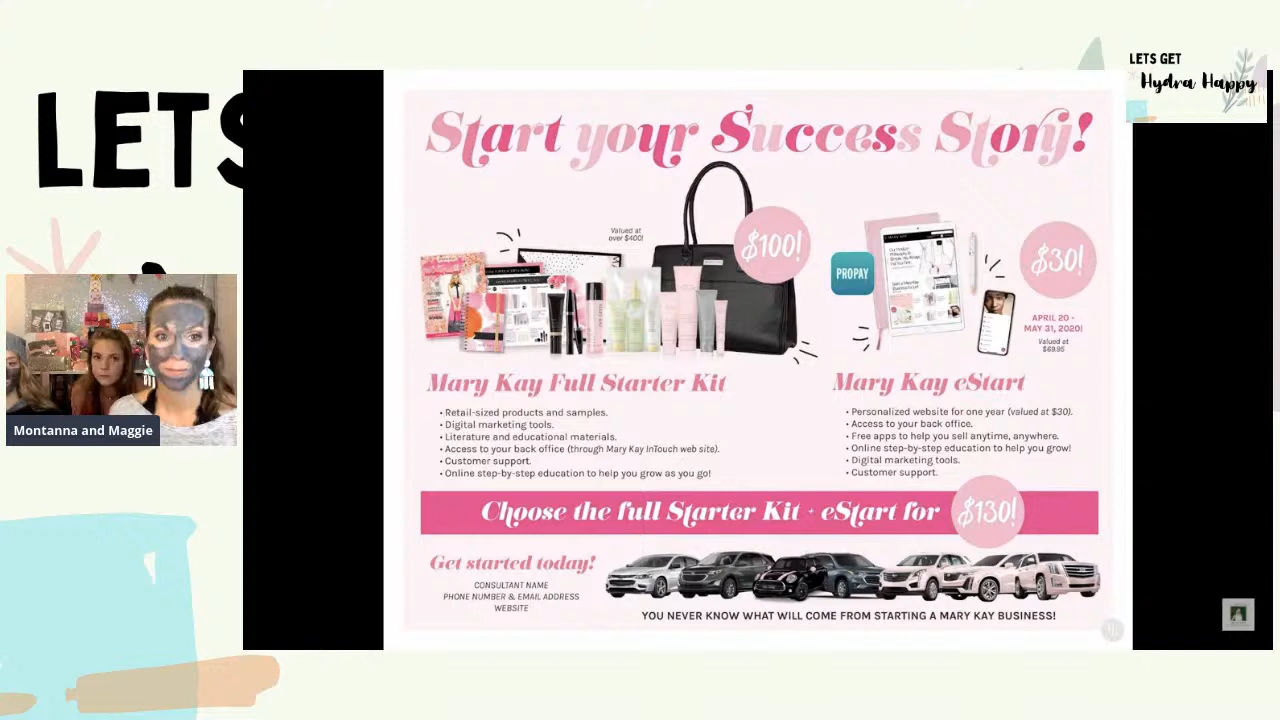 LETS GET
Hydra Happy
LETS
Start your Success Story!
Valued at
over $400!
$100!
PROPAY
$30!
APRIL 20 -
MAY 31, 2020!
Valued at
$69.95
Mary Kay Full Starter Kit
• Retail-sized products and samples.
• Digital marketing tools.
• Literature and educational materials.
• Access to your back office (through Mary Kay InTouch web site).
• Customer support.
• Online step-by-step education to help you grow as you go!
Mary Kay eStart
• Personalized website for one year (valued at $30).
• Access to your back office.
• Free apps to help you sell anytime, anywhere.
• Online step-by-step education to help you grow!
• Digital marketing tools.
• Customer support.
Montanna and Maggie
Choose the full Starter Kit + eStart for $130!
Get started today!
CONSULTANT NAME
PHONE NUMBER & EMAIL ADDRESS
WEBSITE
YOU NEVER KNOW WHAT WILL COME FROM STARTING A MARY KAY BUSINESS!